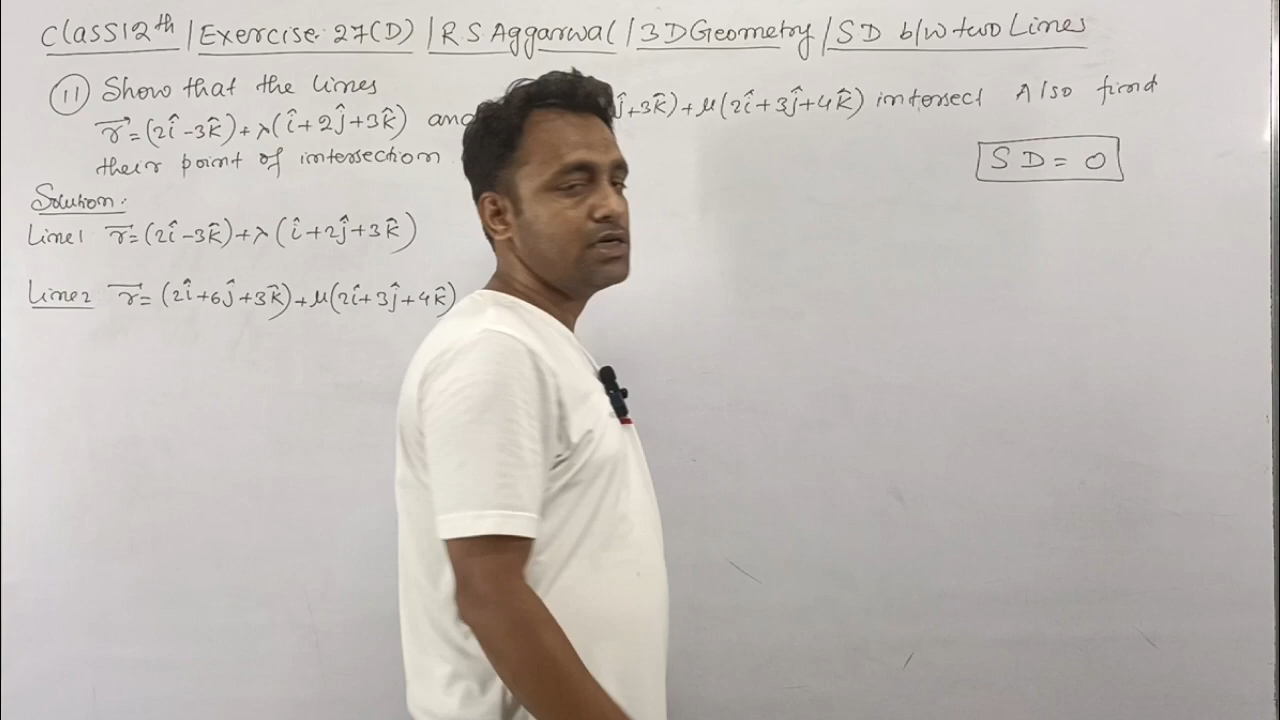 Class 12th / Exercise 27(D) / R S Aggarwal / 3D Geometry / SD b/w two Lines
(11) Show that the lines
r⃗ = (2î - 3k̂) + λ(î + 2ĵ + 3k̂) and ĵ + 3k̂) + μ(2î + 3ĵ + 4k̂) intersect Also find
their point of intersection
SD = 0
Solution:
Line1 r⃗ = (2î - 3k̂) + λ(î + 2ĵ + 3k̂)
Line2 r⃗ = (2î + 6ĵ + 3k̂) + μ(2î + 3ĵ + 4k̂)